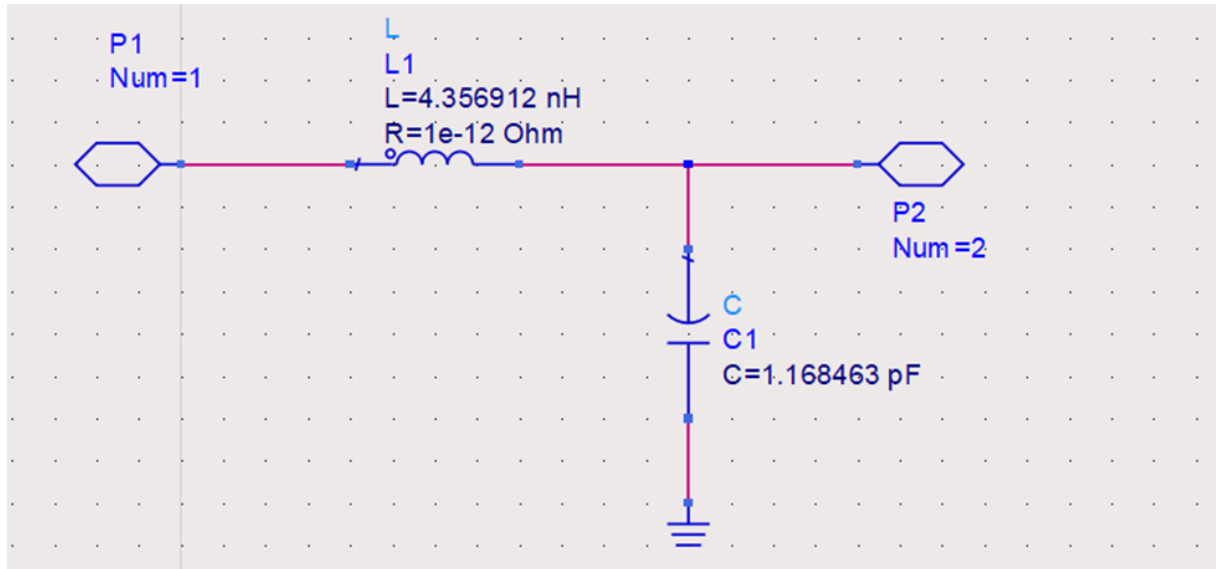 P1
Num=1
L
L1
L=4.356912 nH
R=1e-12 Ohm
P2
Num=2
C
C1
C=1.168463 pF